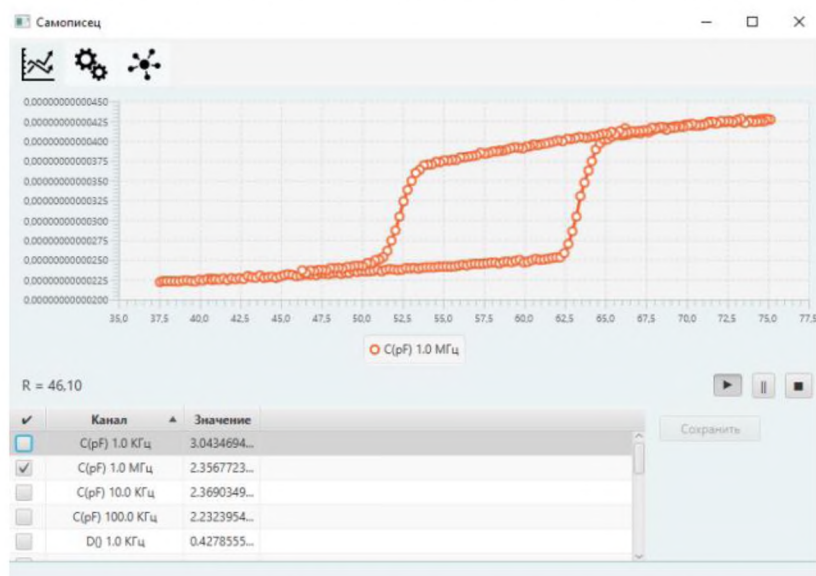 Самописец
0,00000000000450
0,00000000000425
0,00000000000400
0,00000000000375
0,00000000000350
0,00000000000325
0,00000000000300
0,00000000000275
0,00000000000250
0,00000000000225
0,00000000000200
35,0 37,5 40,0 42,5 45,0 47,5 50,0 52,5 55,0 57,5 60,0 62,5 65,0 67,5 70,0 72,5 75,0 77,5
C(pF) 1.0 МГц
R = 46,10
Канал Значение
Сохранить
C(pF) 1.0 КГц 3.0434694...
C(pF) 1.0 МГц 2.3567723...
C(pF) 10.0 КГц 2.3690349...
C(pF) 100.0 КГц 2.2323954...
D() 1.0 КГц 0.4278555...